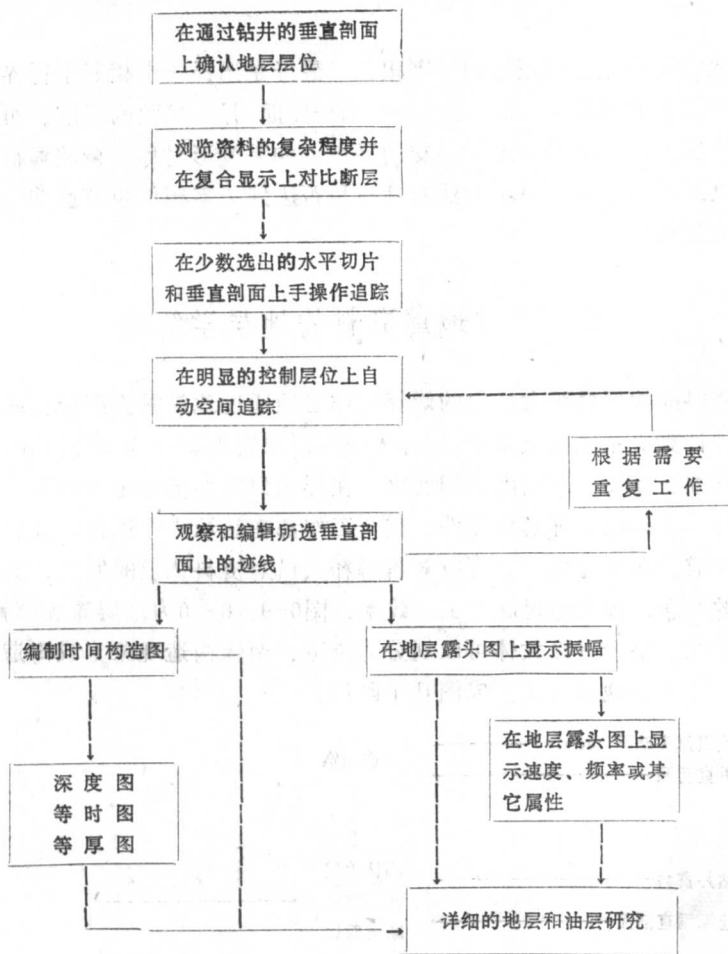 在通过钻井的垂直剖面
上确认地层层位
浏览资料的复杂程度并
在复合显示上对比断层
在少数选出的水平切片
和垂直剖面上手操作追踪
在明显的控制层位上自
动空间追踪
根据需要
重复工作
观察和编辑所选垂直剖
面上的迹线
编制时间构造图
在地层露头图上显示振幅
在地层露头图上显
示速度、频率或其
它属性
深度图
等时图
等厚图
详细的地层和油层研究